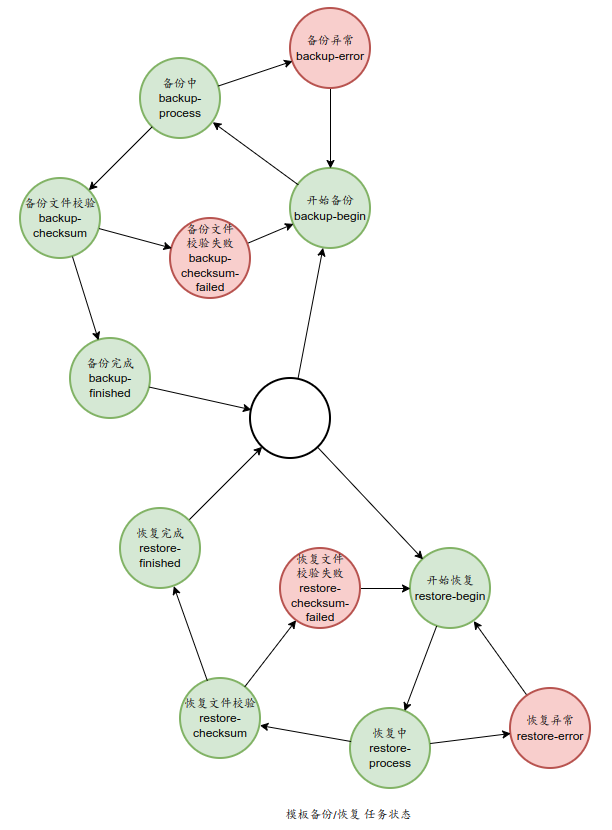 备份异常
backup-error
备份中
backup-
process
备份文件校验
backup-
checksum
备份文件
校验失败
backup-
checksum-
failed
开始备份
backup-begin
备份完成
backup-
finished
恢复完成
restore-
finished
恢复文件
校验失败
restore-
checksum-
failed
开始恢复
restore-begin
恢复文件校验
restore-
checksum
恢复中
restore-
process
恢复异常
restore-error
模板备份/恢复 任务状态